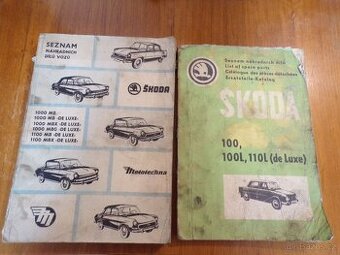 SEZNAM
NÁHRADNÍCH
DÍLŮ VOZŮ
ŠKODA
1000 MB
1000 MB -DE LUXE-
1000 MBX -DE LUXE-
1000 MBG -DE LUXE-
1100 MB -DE LUXE-
1100 MBX -DE LUXE-
Mototechna
Seznam náhradních dílů
List of spare parts
Catalogue des pièces détachées
Ersatzteile-Katalog
ŠKODA
100,
100L, 110L (de Luxe)